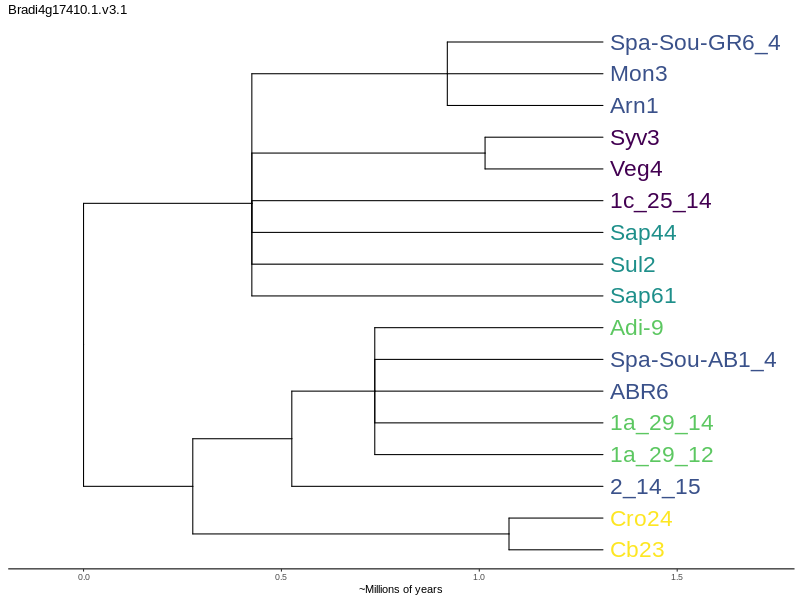 Bradi4g17410.1.v3.1
Spa-Sou-GR6_4
Mon3
Arn1
Syv3
Veg4
1c_25_14
Sap44
Sul2
Sap61
Adi-9
Spa-Sou-AB1_4
ABR6
1a_29_14
1a_29_12
2_14_15
Cro24
Cb23
0.0 0.5 1.0 1.5
~Millions of years